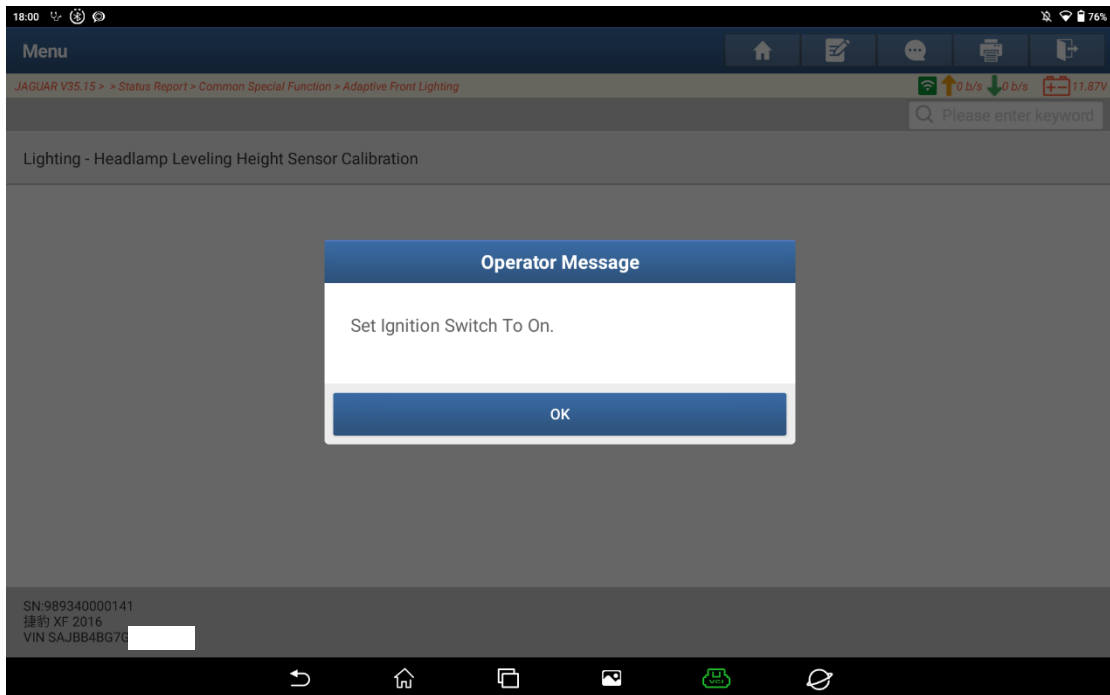 18:00
76%
Menu
JAGUAR V35.15 > > Status Report > Common Special Function > Adaptive Front Lighting
0 b/s 0 b/s 11.87V
Please enter keyword
Lighting - Headlamp Leveling Height Sensor Calibration
Operator Message
Set Ignition Switch To On.
OK
SN:989340000141
捷豹 XF 2016
VIN SAJBB4BG7G
VCI